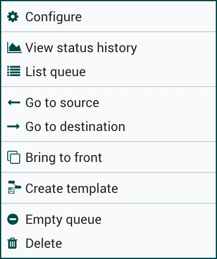 Configure
View status history
List queue
Go to source
Go to destination
Bring to front
Create template
Empty queue
Delete